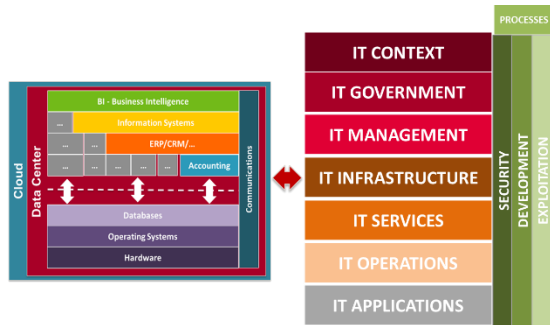 PROCESSES
Cloud
Data Center
BI - Business Intelligence
... Information Systems
... ... ERP/CRM/...
... ... ... ... ... Accounting
Communications
Databases
Operating Systems
Hardware
IT CONTEXT
IT GOVERNMENT
IT MANAGEMENT
IT INFRASTRUCTURE
IT SERVICES
IT OPERATIONS
IT APPLICATIONS
SECURITY
DEVELOPMENT
EXPLOITATION